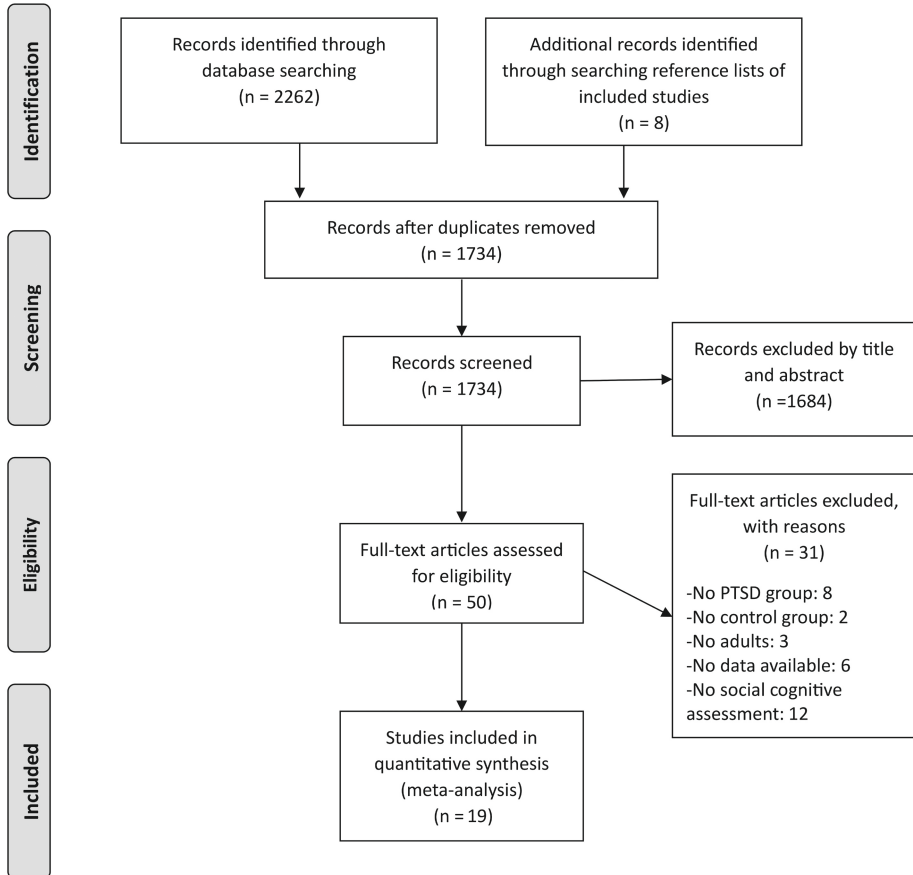 Identification
Records identified through
database searching
(n = 2262)
Additional records identified
through searching reference lists of
included studies
(n = 8)
Records after duplicates removed
(n = 1734)
Screening
Records screened
(n = 1734)
Records excluded by title
and abstract
(n =1684)
Eligibility
Full-text articles assessed
for eligibility
(n = 50)
Full-text articles excluded,
with reasons
(n = 31)
-No PTSD group: 8
-No control group: 2
-No adults: 3
-No data available: 6
-No social cognitive
assessment: 12
Included
Studies included in
quantitative synthesis
(meta-analysis)
(n = 19)